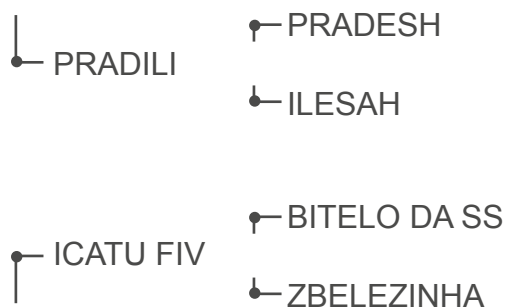 PRADESH
PRADILI
ILESAH
BITELO DA SS
ICATU FIV
ZBELEZINHA